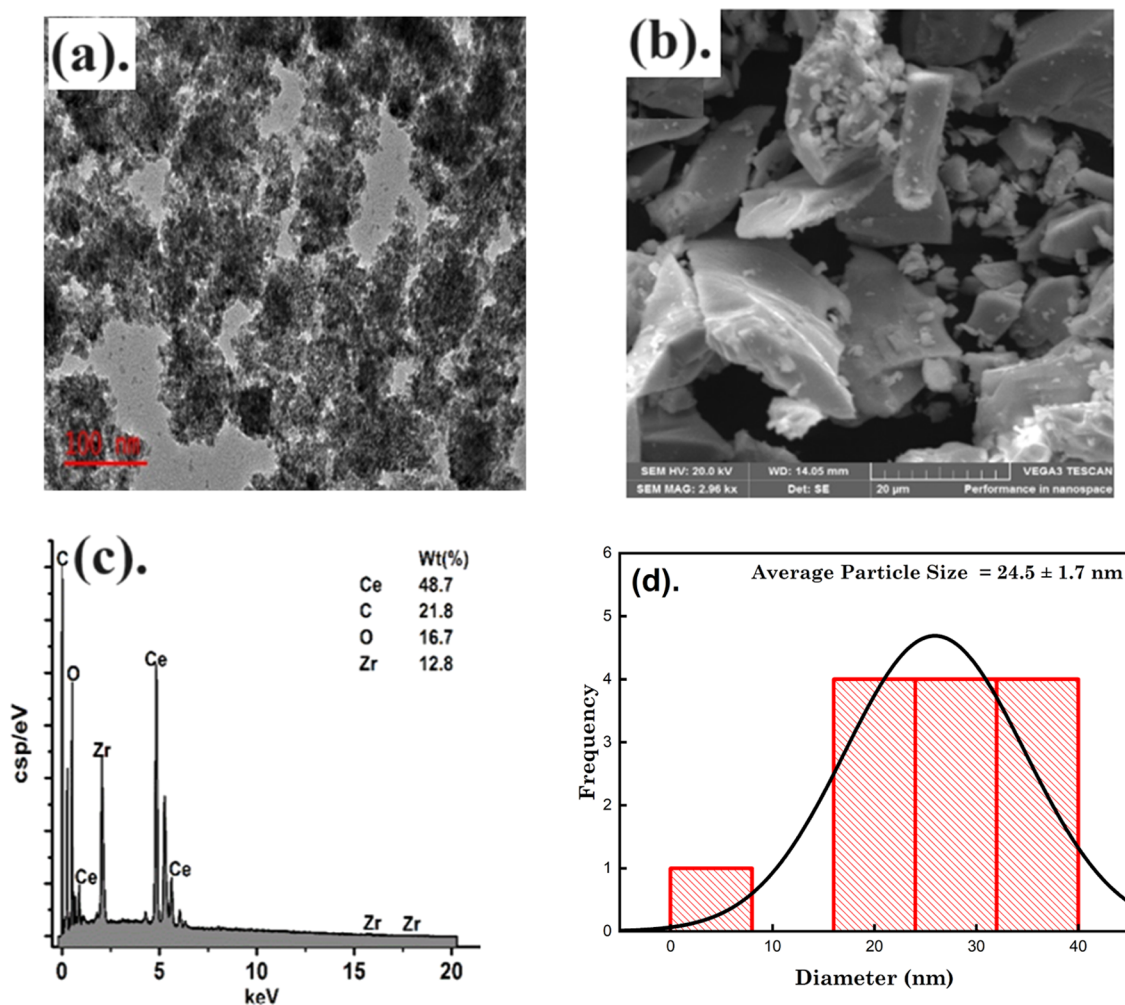 (a).
100 nm
(b).
SEM HV: 20.0 kV WD: 14.05 mm VEGA3 TESCAN
SEM MAG: 2.96 kx Det: SE 20 µm Performance in nanospace
(c).
C
O
Ce
Zr
Ce
Ce
Zr
Zr
Wt(%)
Ce 48.7
C 21.8
O 16.7
Zr 12.8
csp/eV
0 5 10 15 20
keV
(d).
Average Particle Size = 24.5 ± 1.7 nm
6
5
4
3
2
1
0
Frequency
0 10 20 30 40
Diameter (nm)